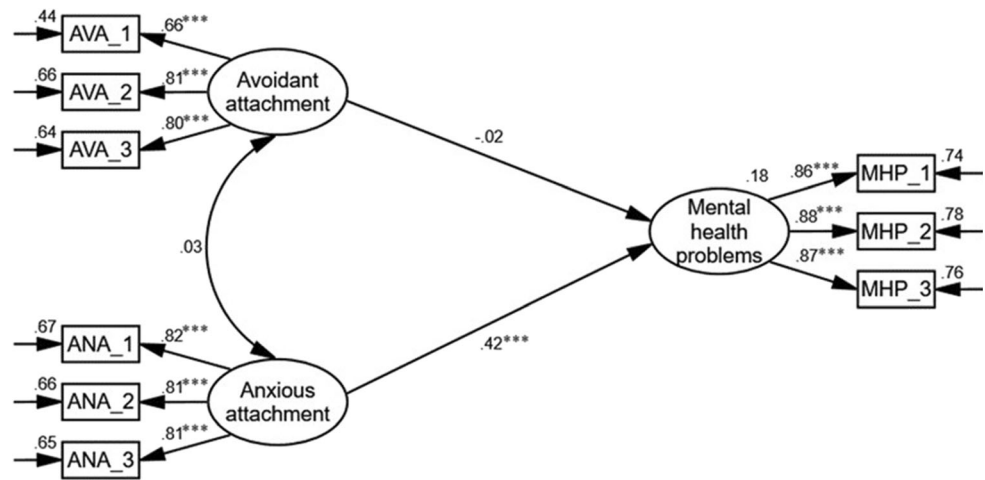 .44
AVA_1
.66***
.66
AVA_2
.81***
.64
AVA_3
.80***
Avoidant
attachment
-.02
.03
.18
Mental
health
problems
.86***
MHP_1
.74
.88***
MHP_2
.78
.87***
MHP_3
.76
.67
ANA_1
.82***
.66
ANA_2
.81***
.65
ANA_3
.81***
Anxious
attachment
.42***